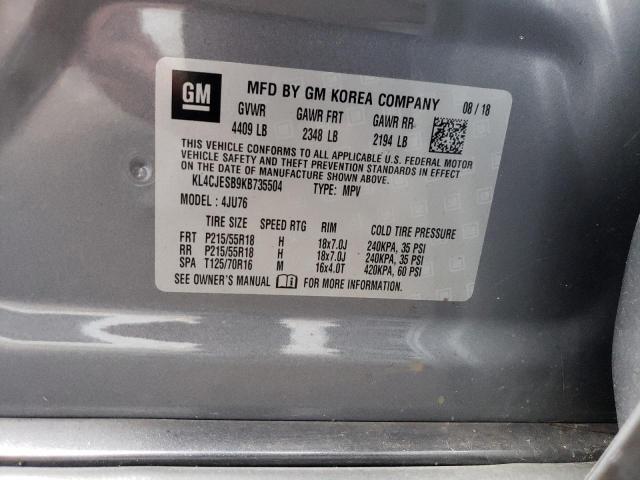 GM
MFD BY GM KOREA COMPANY 08 / 18
GVWR GAWR FRT GAWR RR
4409 LB 2348 LB 2194 LB
THIS VEHICLE CONFORMS TO ALL APPLICABLE U.S. FEDERAL MOTOR
VEHICLE SAFETY AND THEFT PREVENTION STANDARDS IN EFFECT
ON THE DATE OF MANUFACTURE SHOWN ABOVE.
KL4CJESB9KB735504 TYPE: MPV
MODEL : 4JU76
TIRE SIZE SPEED RTG RIM COLD TIRE PRESSURE
FRT P215/55R18 H 18x7.0J 240KPA, 35 PSI
RR P215/55R18 H 18x7.0J 240KPA, 35 PSI
SPA T125/70R16 M 16x4.0T 420KPA, 60 PSI
SEE OWNER'S MANUAL FOR MORE INFORMATION.